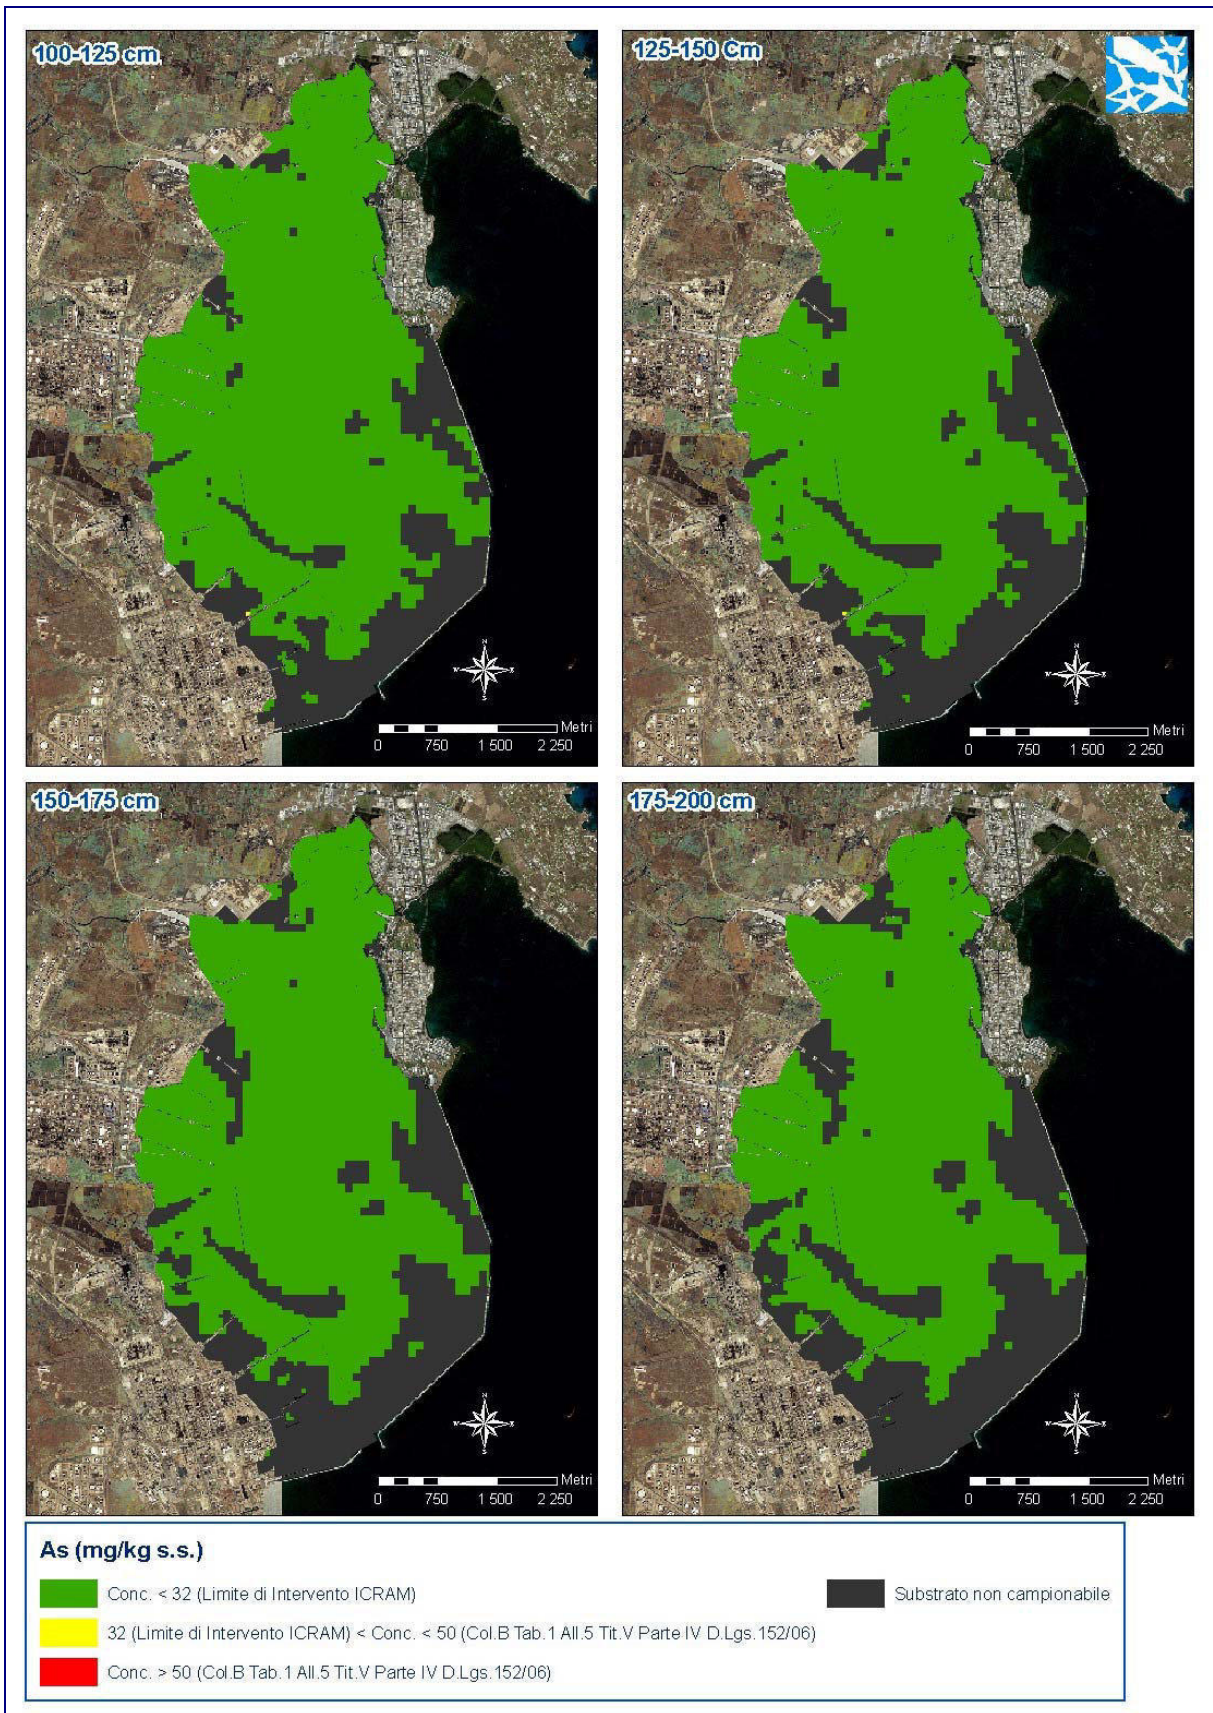 100-125 cm
125-150 Cm
N
W E
S
Metri
0 750 1 500 2 250
N
W E
S
Metri
0 750 1 500 2 250
150-175 cm
175-200 cm
N
W E
S
Metri
0 750 1 500 2 250
N
W E
S
Metri
0 750 1 500 2 250
As (mg/kg s.s.)
Conc. < 32 (Limite di Intervento ICRAM)
Substrato non campionabile
32 (Limite di Intervento ICRAM) < Conc. < 50 (Col.B Tab.1 All.5 Tit.V Parte IV D.Lgs.152/06)
Conc. > 50 (Col.B Tab.1 All.5 Tit.V Parte IV D.Lgs.152/06)